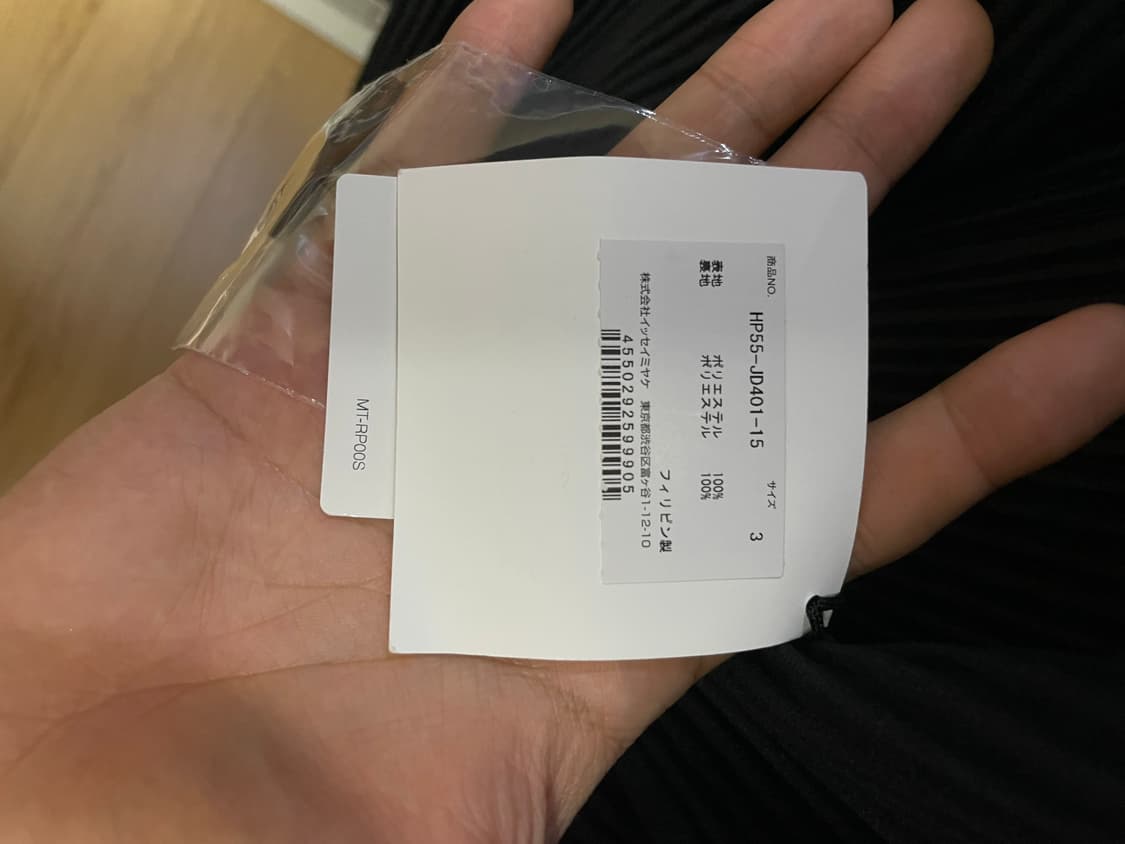 商品NO. HP55-JD401-15 サイズ 3
表地 ポリエステル 100%
裏地 ポリエステル 100%
フィリピン製
株式会社イッセイミヤケ 東京都渋谷区富ヶ谷1-12-10
4550292599905
MT-RP00S